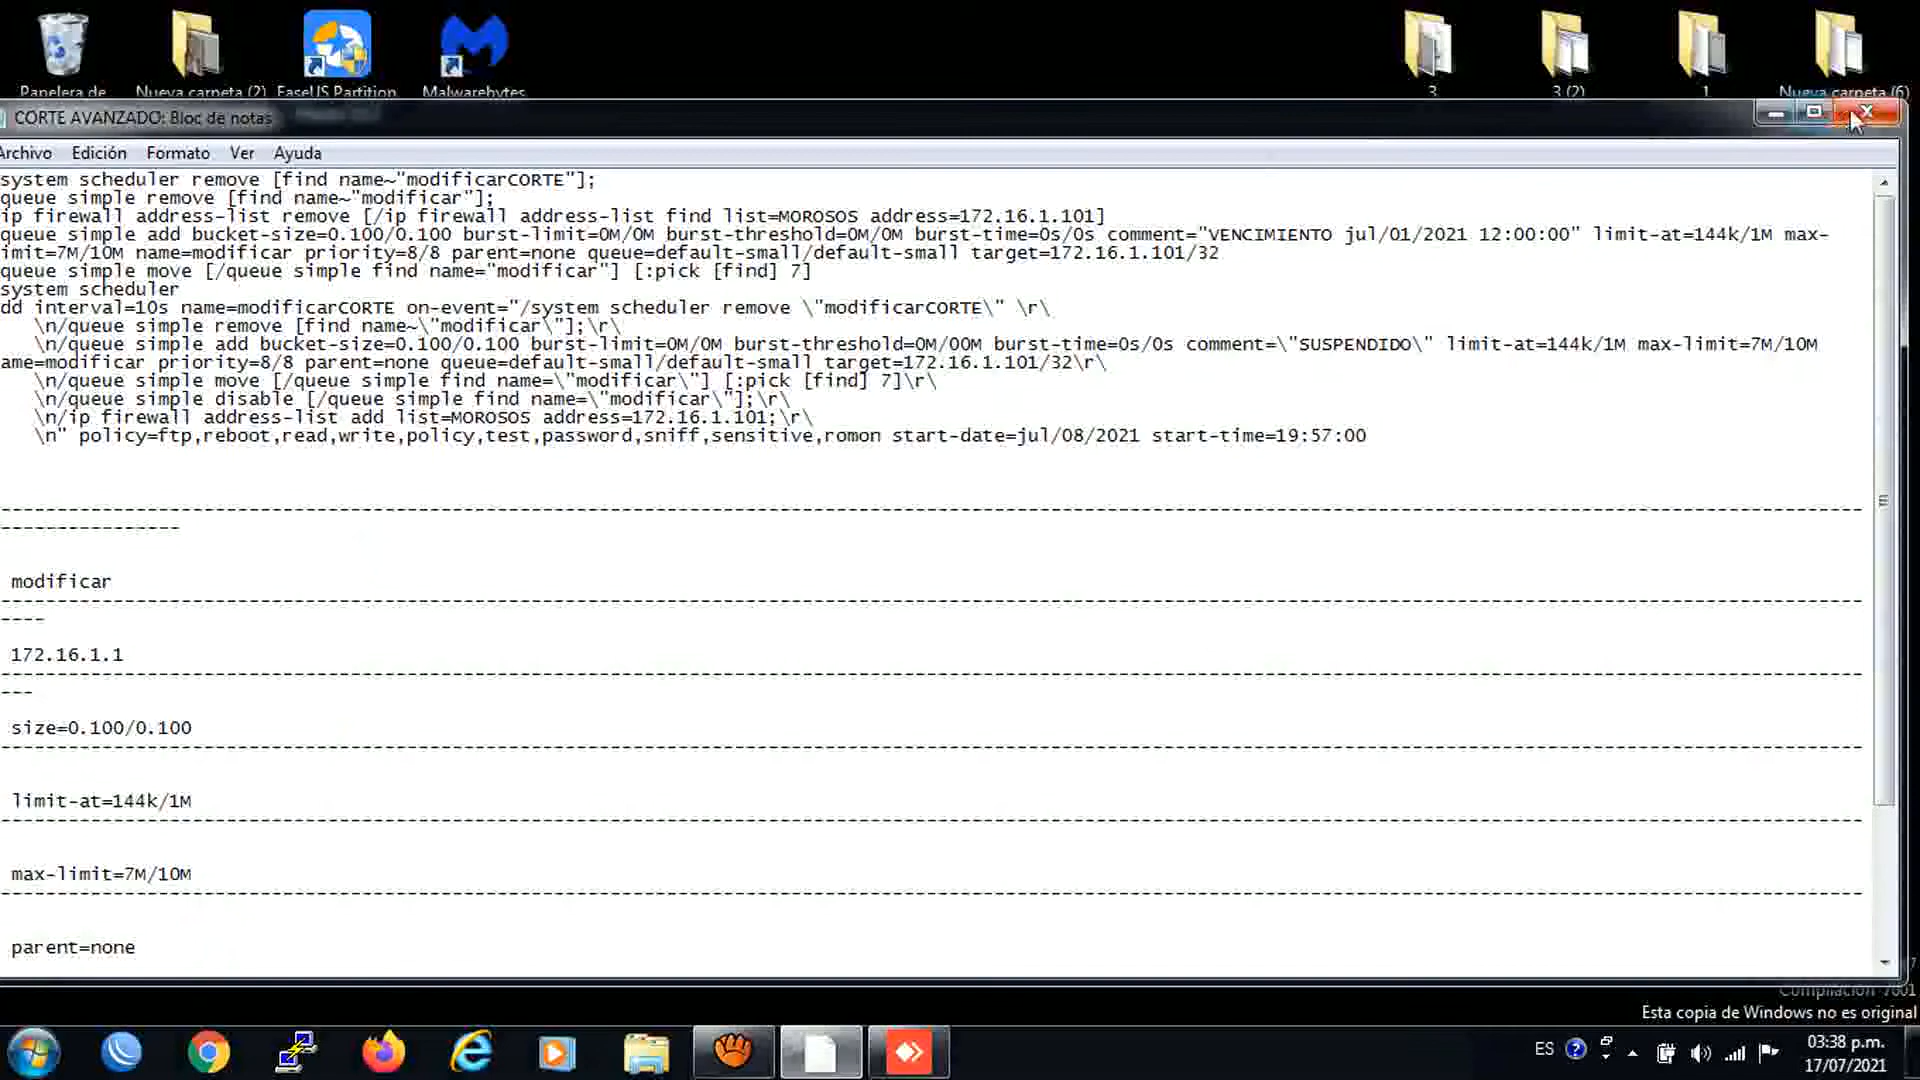 Panelera de
Nueva carpeta (2)
EaseUS Partition
Malwarebytes
3
3 (2)
1
Nueva carpeta (6)
CORTE AVANZADO: Bloc de notas
Archivo Edición Formato Ver Ayuda
system scheduler remove [find name~"modificarCORTE"];
queue simple remove [find name~"modificar"];
ip firewall address-list remove [/ip firewall address-list find list=MOROSOS address=172.16.1.101]
queue simple add bucket-size=0.100/0.100 burst-limit=0M/0M burst-threshold=0M/0M burst-time=0s/0s comment="VENCIMIENTO jul/01/2021 12:00:00" limit-at=144k/1M max-
imit=7M/10M name=modificar priority=8/8 parent=none queue=default-small/default-small target=172.16.1.101/32
queue simple move [/queue simple find name="modificar"] [:pick [find] 7]
system scheduler
dd interval=10s name=modificarCORTE on-event="/system scheduler remove \"modificarCORTE\" \r\
\n/queue simple remove [find name~\"modificar\"];\r\
\n/queue simple add bucket-size=0.100/0.100 burst-limit=0M/0M burst-threshold=0M/00M burst-time=0s/0s comment=\"SUSPENDIDO\" limit-at=144k/1M max-limit=7M/10M
ame=modificar priority=8/8 parent=none queue=default-small/default-small target=172.16.1.101/32\r\
\n/queue simple move [/queue simple find name=\"modificar\"] [:pick [find] 7]\r\
\n/queue simple disable [/queue simple find name=\"modificar\"];\r\
\n/ip firewall address-list add list=MOROSOS address=172.16.1.101;\r\
\n" policy=ftp,reboot,read,write,policy,test,password,sniff,sensitive,romon start-date=jul/08/2021 start-time=19:57:00
modificar
172.16.1.1
size=0.100/0.100
limit-at=144k/1M
max-limit=7M/10M
parent=none
Compilación 7601
Esta copia de Windows no es original
ES
03:38 p.m.
17/07/2021